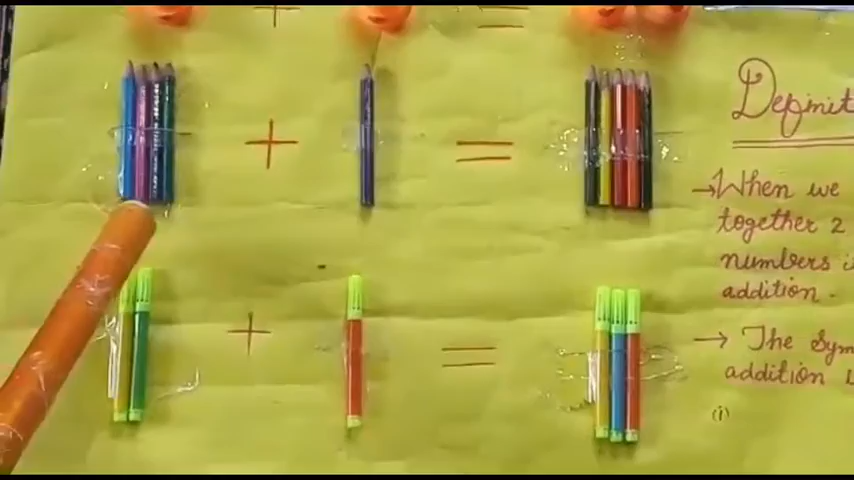 + =
Definit
+ =
→ When we
together 2
numbers i
addition.
+ =
→ The Sym
addition
(i)